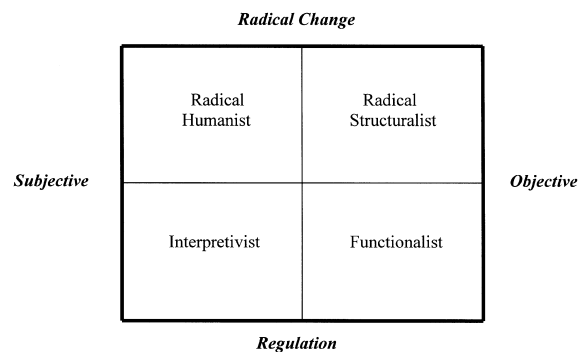 Radical Change
Radical
Humanist
Radical
Structuralist
Subjective
Objective
Interpretivist
Functionalist
Regulation